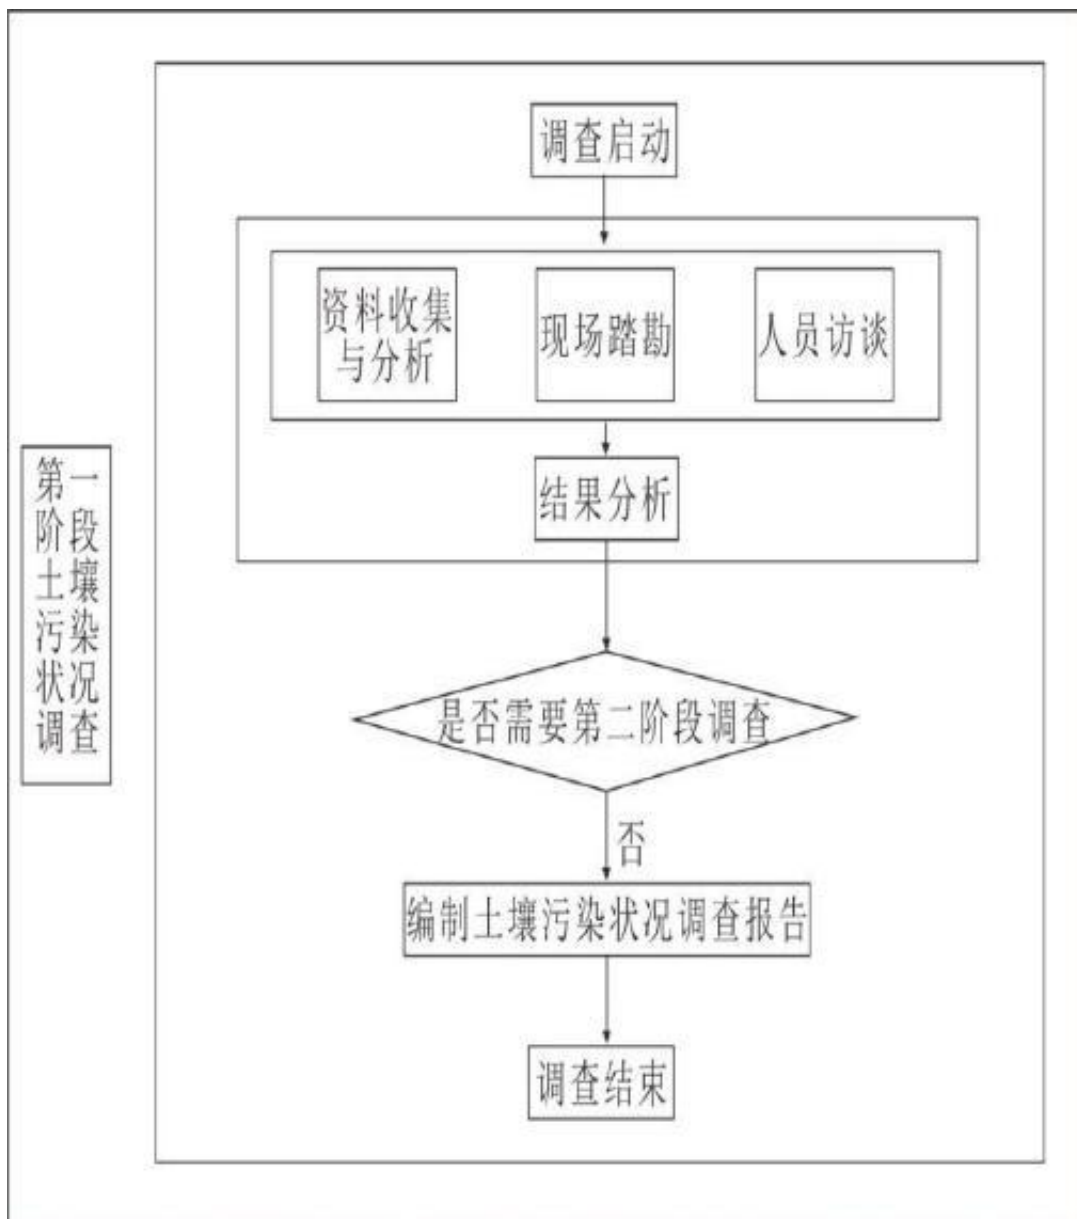 调查启动
资料收集
与分析
现场踏勘
人员访谈
结果分析
第一
阶段
土壤
污染
状况
调查
是否需要第二阶段调查
否
编制土壤污染状况调查报告
调查结束